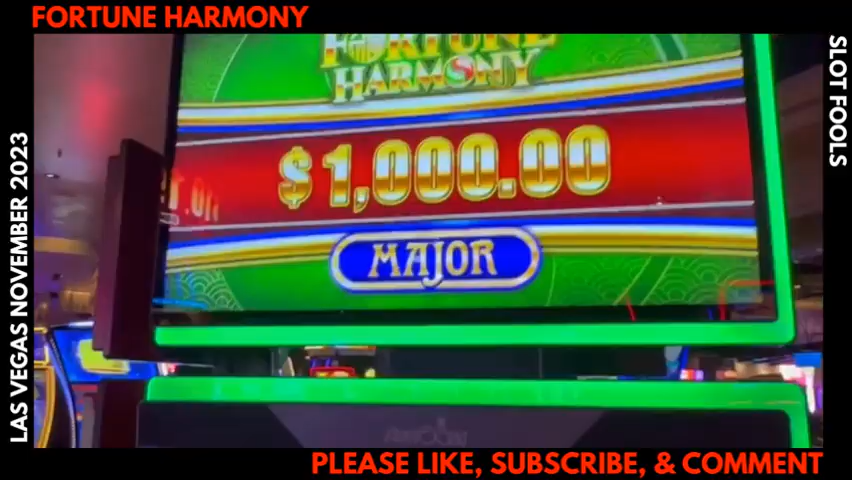 FORTUNE HARMONY
SLOT FOOLS
LAS VEGAS NOVEMBER 2023
FORTUNE
HARMONY
$1,000.00
MAJOR
PLEASE LIKE, SUBSCRIBE, & COMMENT